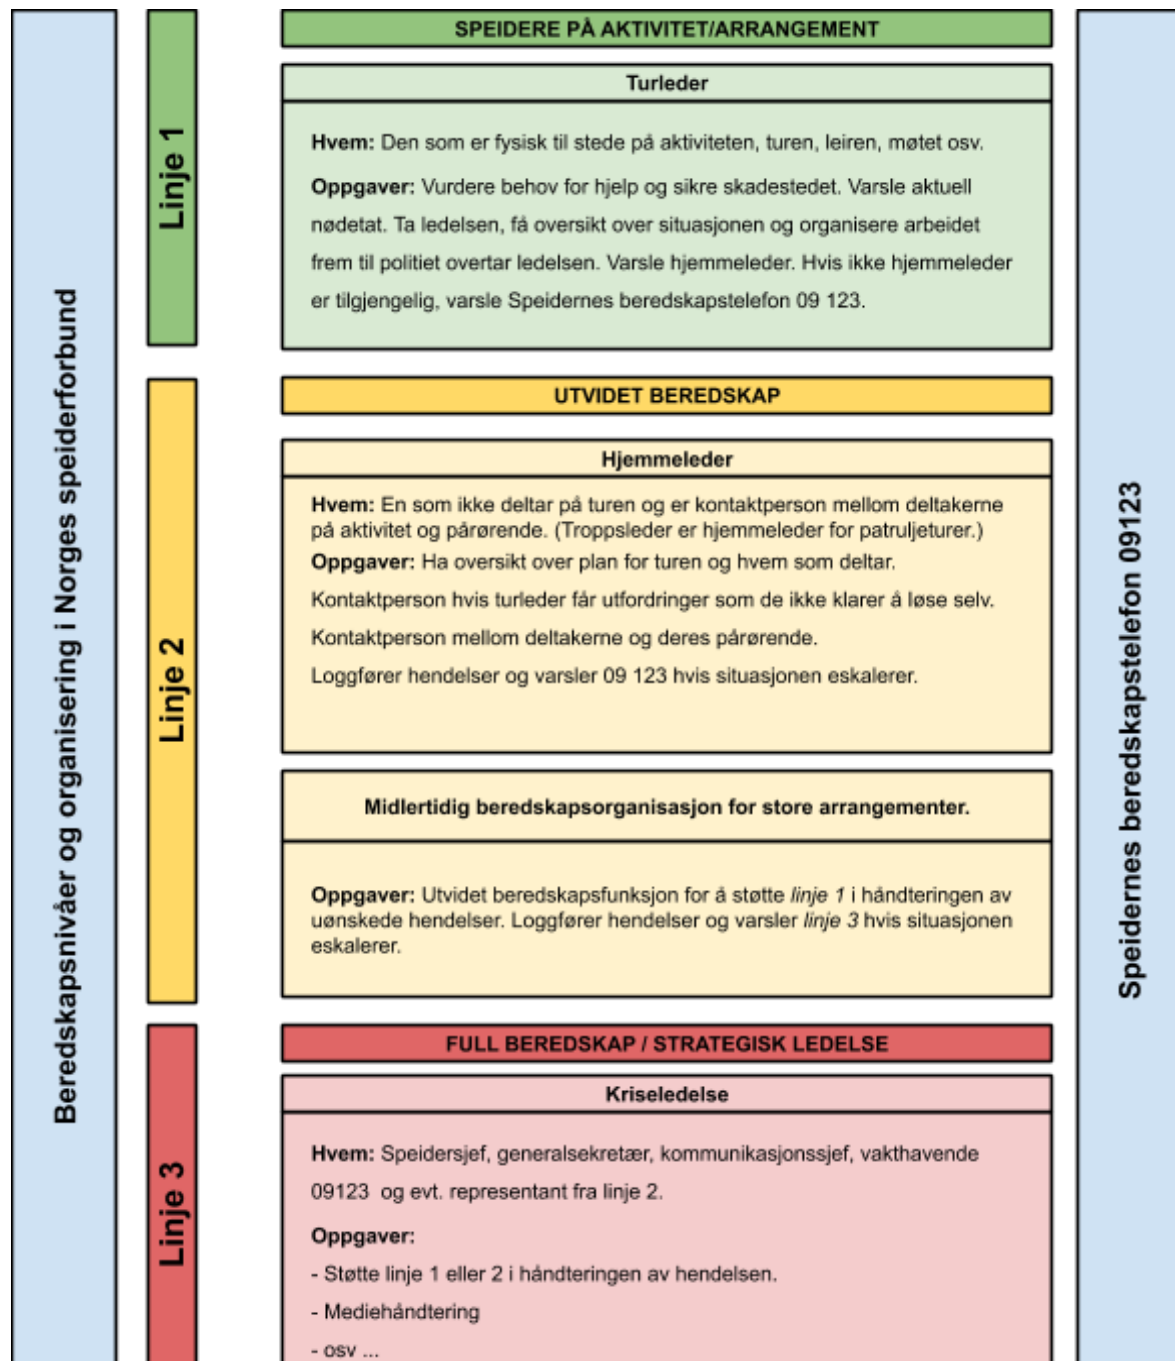 Beredskapsnivåer og organisering i Norges speiderforbund
Linje 1
SPEIDERE PÅ AKTIVITET/ARRANGEMENT
Turleder
Hvem: Den som er fysisk til stede på aktiviteten, turen, leiren, møtet osv.
Oppgaver: Vurdere behov for hjelp og sikre skadestedet. Varsle aktuell
nødetat. Ta ledelsen, få oversikt over situasjonen og organisere arbeidet
frem til politiet overtar ledelsen. Varsle hjemmeleder. Hvis ikke hjemmeleder
er tilgjengelig, varsle Speidernes beredskapstelefon 09 123.
Linje 2
UTVIDET BEREDSKAP
Hjemmeleder
Hvem: En som ikke deltar på turen og er kontaktperson mellom deltakerne
på aktivitet og pårørende. (Troppsleder er hjemmeleder for patruljeturer.)
Oppgaver: Ha oversikt over plan for turen og hvem som deltar.
Kontaktperson hvis turleder får utfordringer som de ikke klarer å løse selv.
Kontaktperson mellom deltakerne og deres pårørende.
Loggfører hendelser og varsler 09 123 hvis situasjonen eskalerer.
Midlertidig beredskapsorganisasjon for store arrangementer.
Oppgaver: Utvidet beredskapsfunksjon for å støtte linje 1 i håndteringen av
uønskede hendelser. Loggfører hendelser og varsler linje 3 hvis situasjonen
eskalerer.
Linje 3
FULL BEREDSKAP / STRATEGISK LEDELSE
Kriseledelse
Hvem: Speidersjef, generalsekretær, kommunikasjonssjef, vakthavende
09123 og evt. representant fra linje 2.
Oppgaver:
- Støtte linje 1 eller 2 i håndteringen av hendelsen.
- Mediehåndtering
- osv ...
Speidernes beredskapstelefon 09123